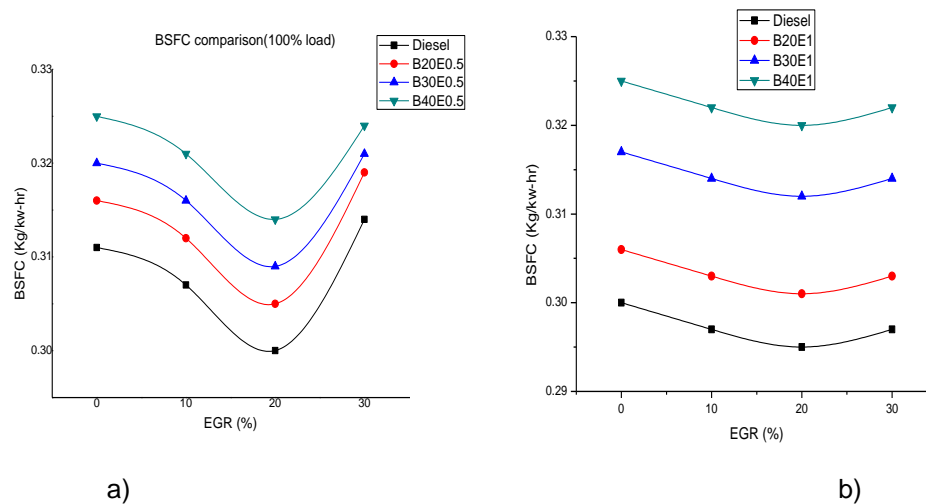 BSFC comparison(100% load)
Diesel
B20E0.5
B30E0.5
B40E0.5
0.33
0.32
0.31
0.30
BSFC (Kg/kw-hr)
0 10 20 30
EGR (%)
a)
Diesel
B20E1
B30E1
B40E1
0.33
0.32
0.31
0.30
0.29
BSFC (Kg/kw-hr)
0 10 20 30
EGR (%)
b)